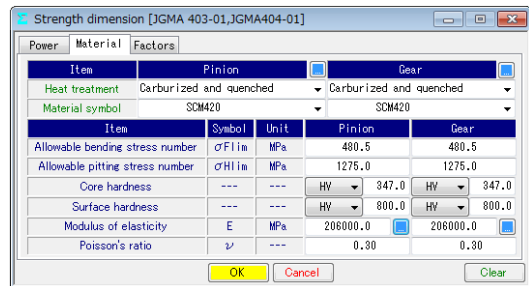 Strength dimension [JGMA 403-01,JGMA404-01]
Power Material Factors
Item Pinion ... Gear ...
Heat treatment Carburized and quenched Carburized and quenched
Material symbol SCM420 SCM420
Item Symbol Unit Pinion Gear
Allowable bending stress number σFlim MPa 480.5 480.5
Allowable pitting stress number σHlim MPa 1275.0 1275.0
Core hardness --- --- HV 347.0 HV 347.0
Surface hardness --- --- HV 800.0 HV 800.0
Modulus of elasticity E MPa 206000.0 ... 206000.0 ...
Poisson's ratio ν --- 0.30 0.30
OK Cancel Clear